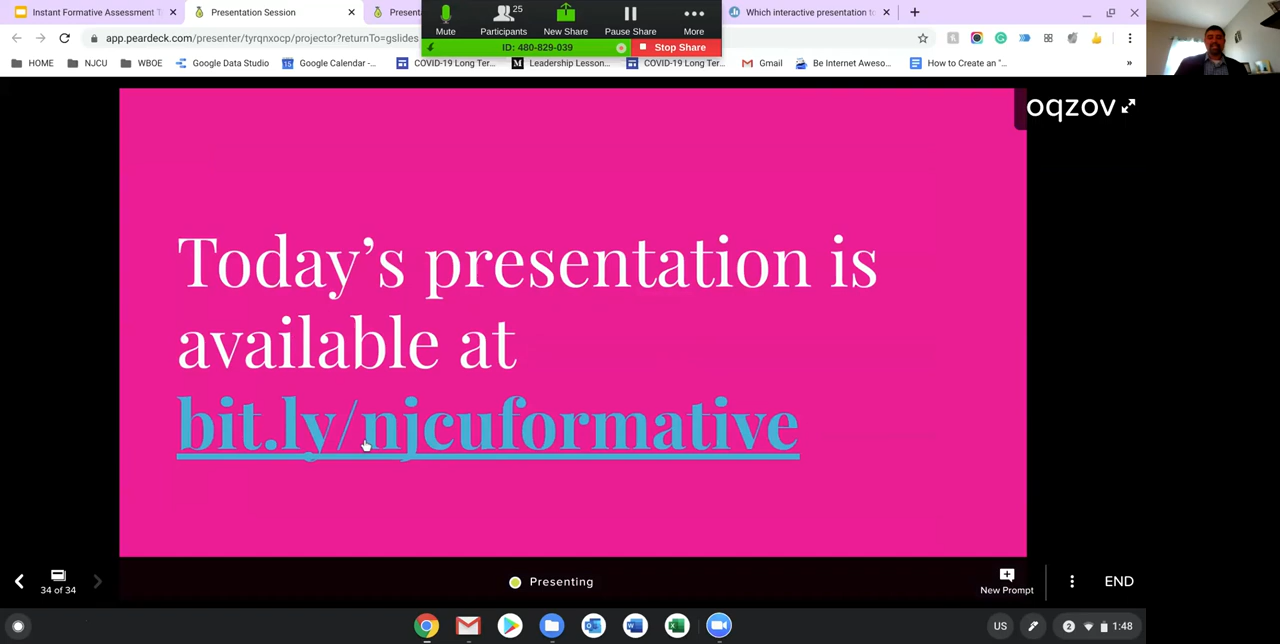 Instant Formative Assessment T
Presentation Session
Present
Which interactive presentation to
25
Mute
Participants
New Share
Pause Share
More
ID: 480-829-039
Stop Share
app.peardeck.com/presenter/tyrqnxocp/projector?returnTo=gslides
HOME
NJCU
WBOE
Google Data Studio
Google Calendar -...
COVID-19 Long Ter...
Leadership Lesson...
COVID-19 Long Ter...
Gmail
Be Internet Aweso...
How to Create an "...
»
oqzov
Today's presentation is
available at
bit.ly/njcuformative
34 of 34
Presenting
New Prompt
END
US
2
1:48